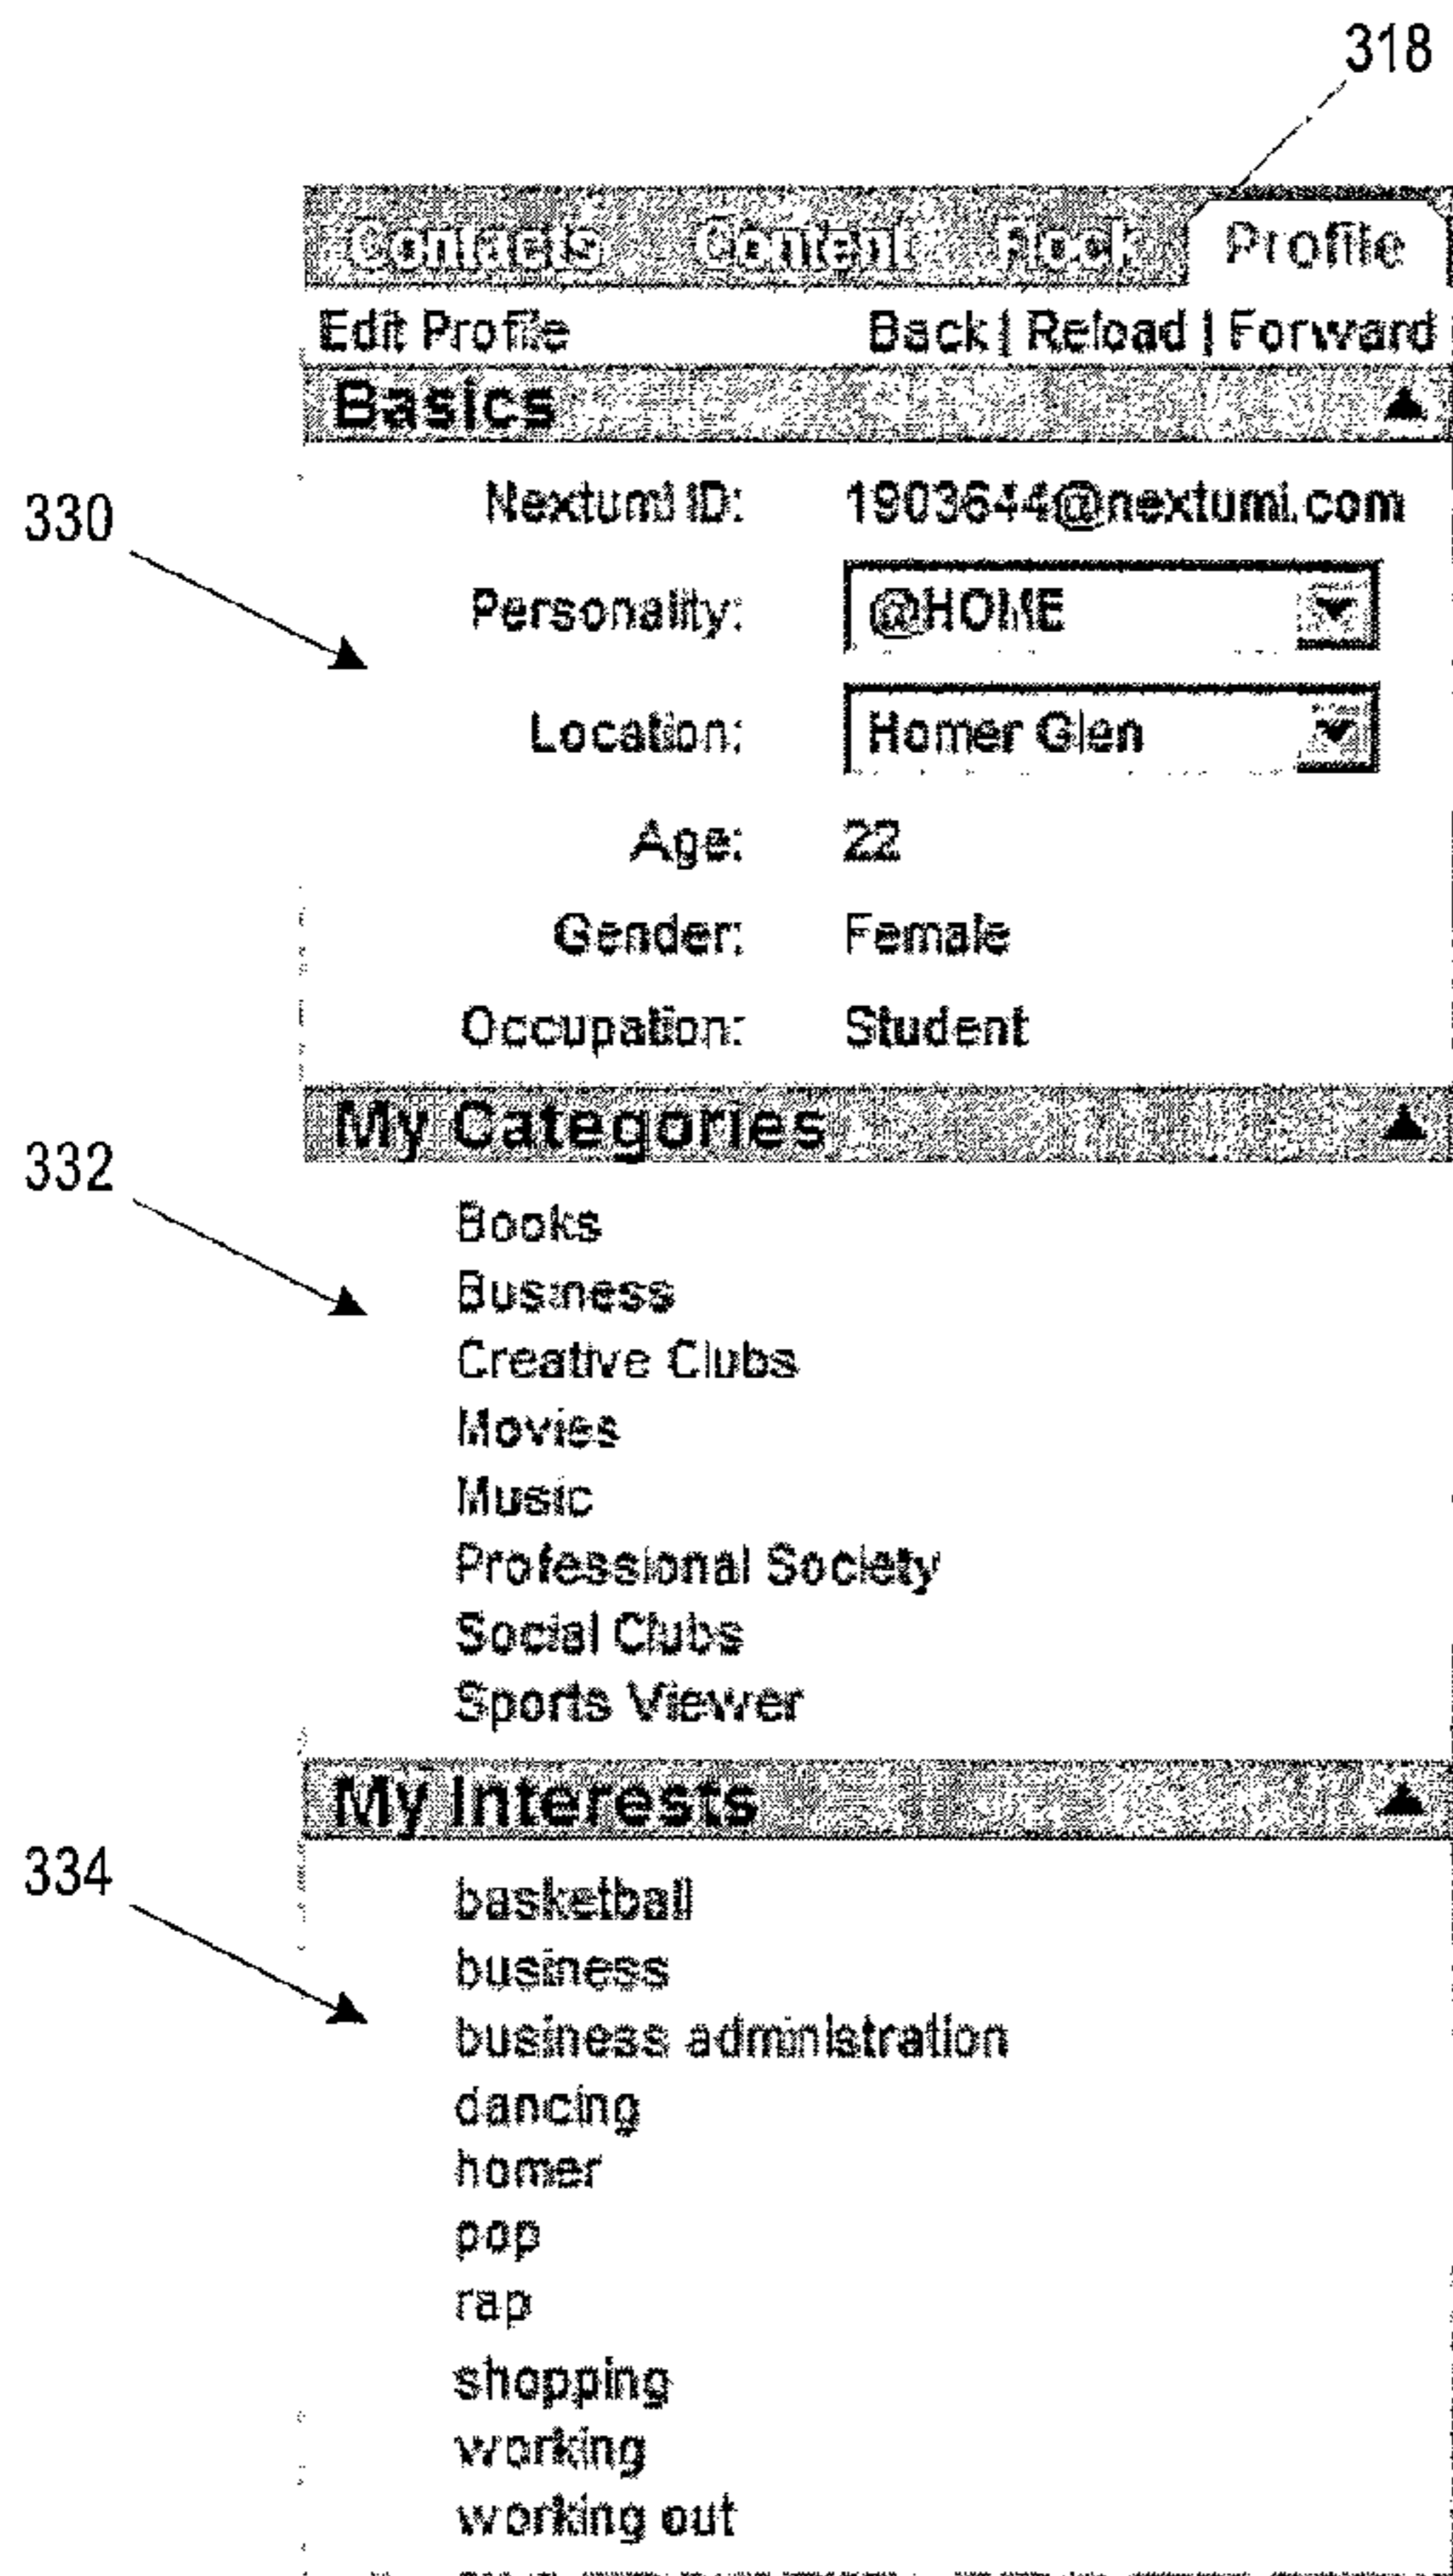 318
Contacts Content Flock Profile
Edit Profile Back | Reload | Forward
Basics
330
Nextumi ID: 1903644@nextumi.com
Personality: @HOME
Location: Homer Glen
Age: 22
Gender: Female
Occupation: Student
My Categories
332
Books
Business
Creative Clubs
Movies
Music
Professional Society
Social Clubs
Sports Viewer
My Interests
334
basketball
business
business administration
dancing
homer
pop
rap
shopping
working
working out